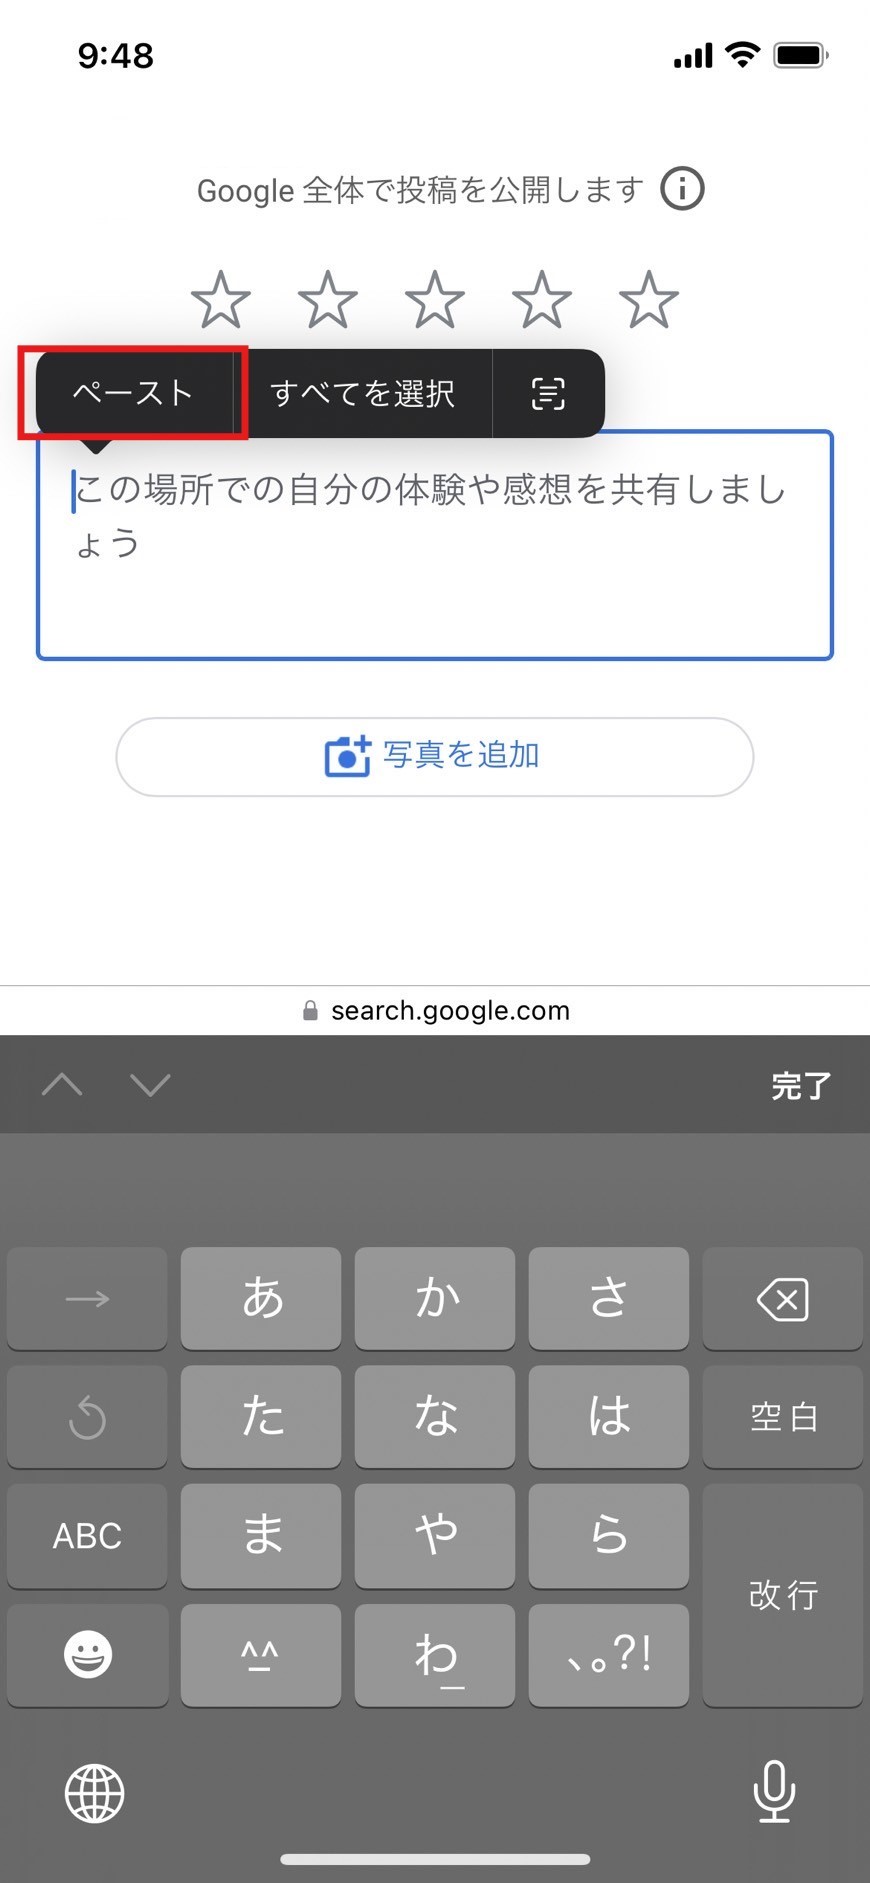 9:48
Google 全体で投稿を公開します
ペースト すべてを選択
この場所での自分の体験や感想を共有しまし
ょう
写真を追加
search.google.com
完了
→ あ か さ
た な は 空白
ABC ま や ら 改行
^_^ わ_ 、。?!